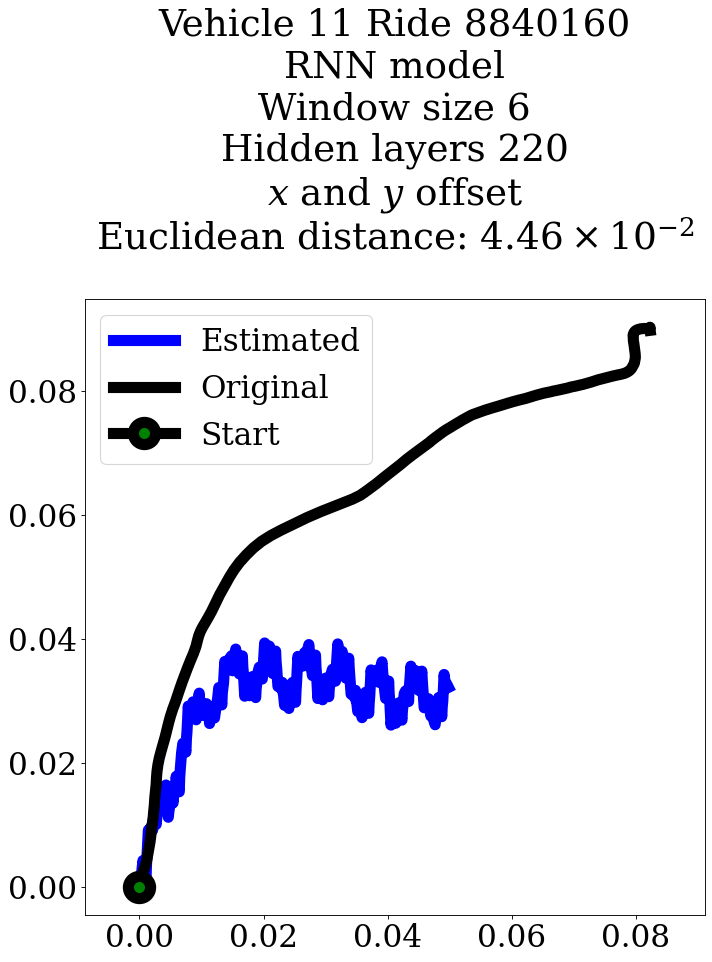 Vehicle 11 Ride 8840160
RNN model
Window size 6
Hidden layers 220
x and y offset
Euclidean distance: 4.46 × 10⁻²
Estimated
Original
Start
0.08
0.06
0.04
0.02
0.00
0.00 0.02 0.04 0.06 0.08